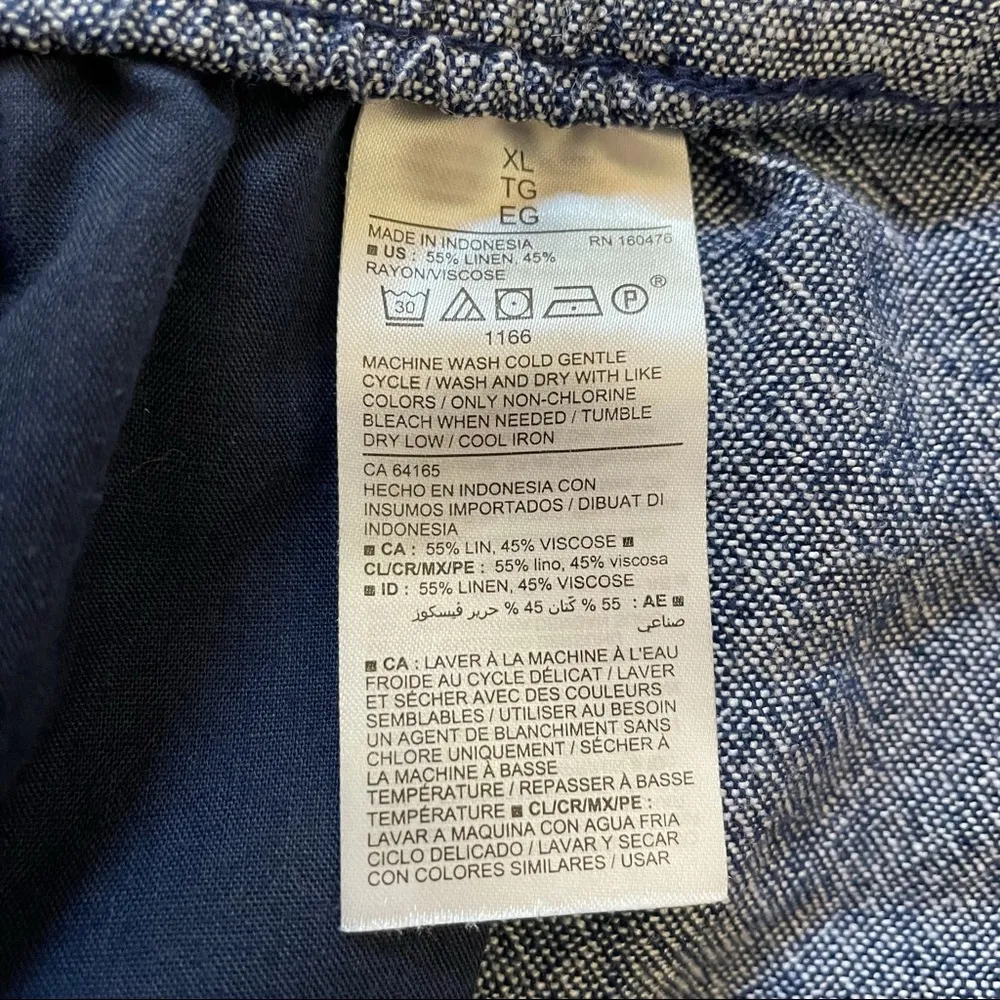 XL
TG
EG
MADE IN INDONESIA RN 160476
US : 55% LINEN, 45%
RAYON/VISCOSE
30 P ®
1166
MACHINE WASH COLD GENTLE
CYCLE / WASH AND DRY WITH LIKE
COLORS / ONLY NON-CHLORINE
BLEACH WHEN NEEDED / TUMBLE
DRY LOW / COOL IRON
CA 64165
HECHO EN INDONESIA CON
INSUMOS IMPORTADOS / DIBUAT DI
INDONESIA
CA : 55% LIN, 45% VISCOSE
CL/CR/MX/PE : 55% lino, 45% viscosa
ID : 55% LINEN, 45% VISCOSE
AE : 55 % كتّان 45 % حرير فيسكوز
صناعي
CA : LAVER À LA MACHINE À L'EAU
FROIDE AU CYCLE DÉLICAT / LAVER
ET SÉCHER AVEC DES COULEURS
SEMBLABLES / UTILISER AU BESOIN
UN AGENT DE BLANCHIMENT SANS
CHLORE UNIQUEMENT / SÉCHER À
LA MACHINE À BASSE
TEMPÉRATURE / REPASSER À BASSE
TEMPÉRATURE CL/CR/MX/PE :
LAVAR A MAQUINA CON AGUA FRIA
CICLO DELICADO / LAVAR Y SECAR
CON COLORES SIMILARES / USAR